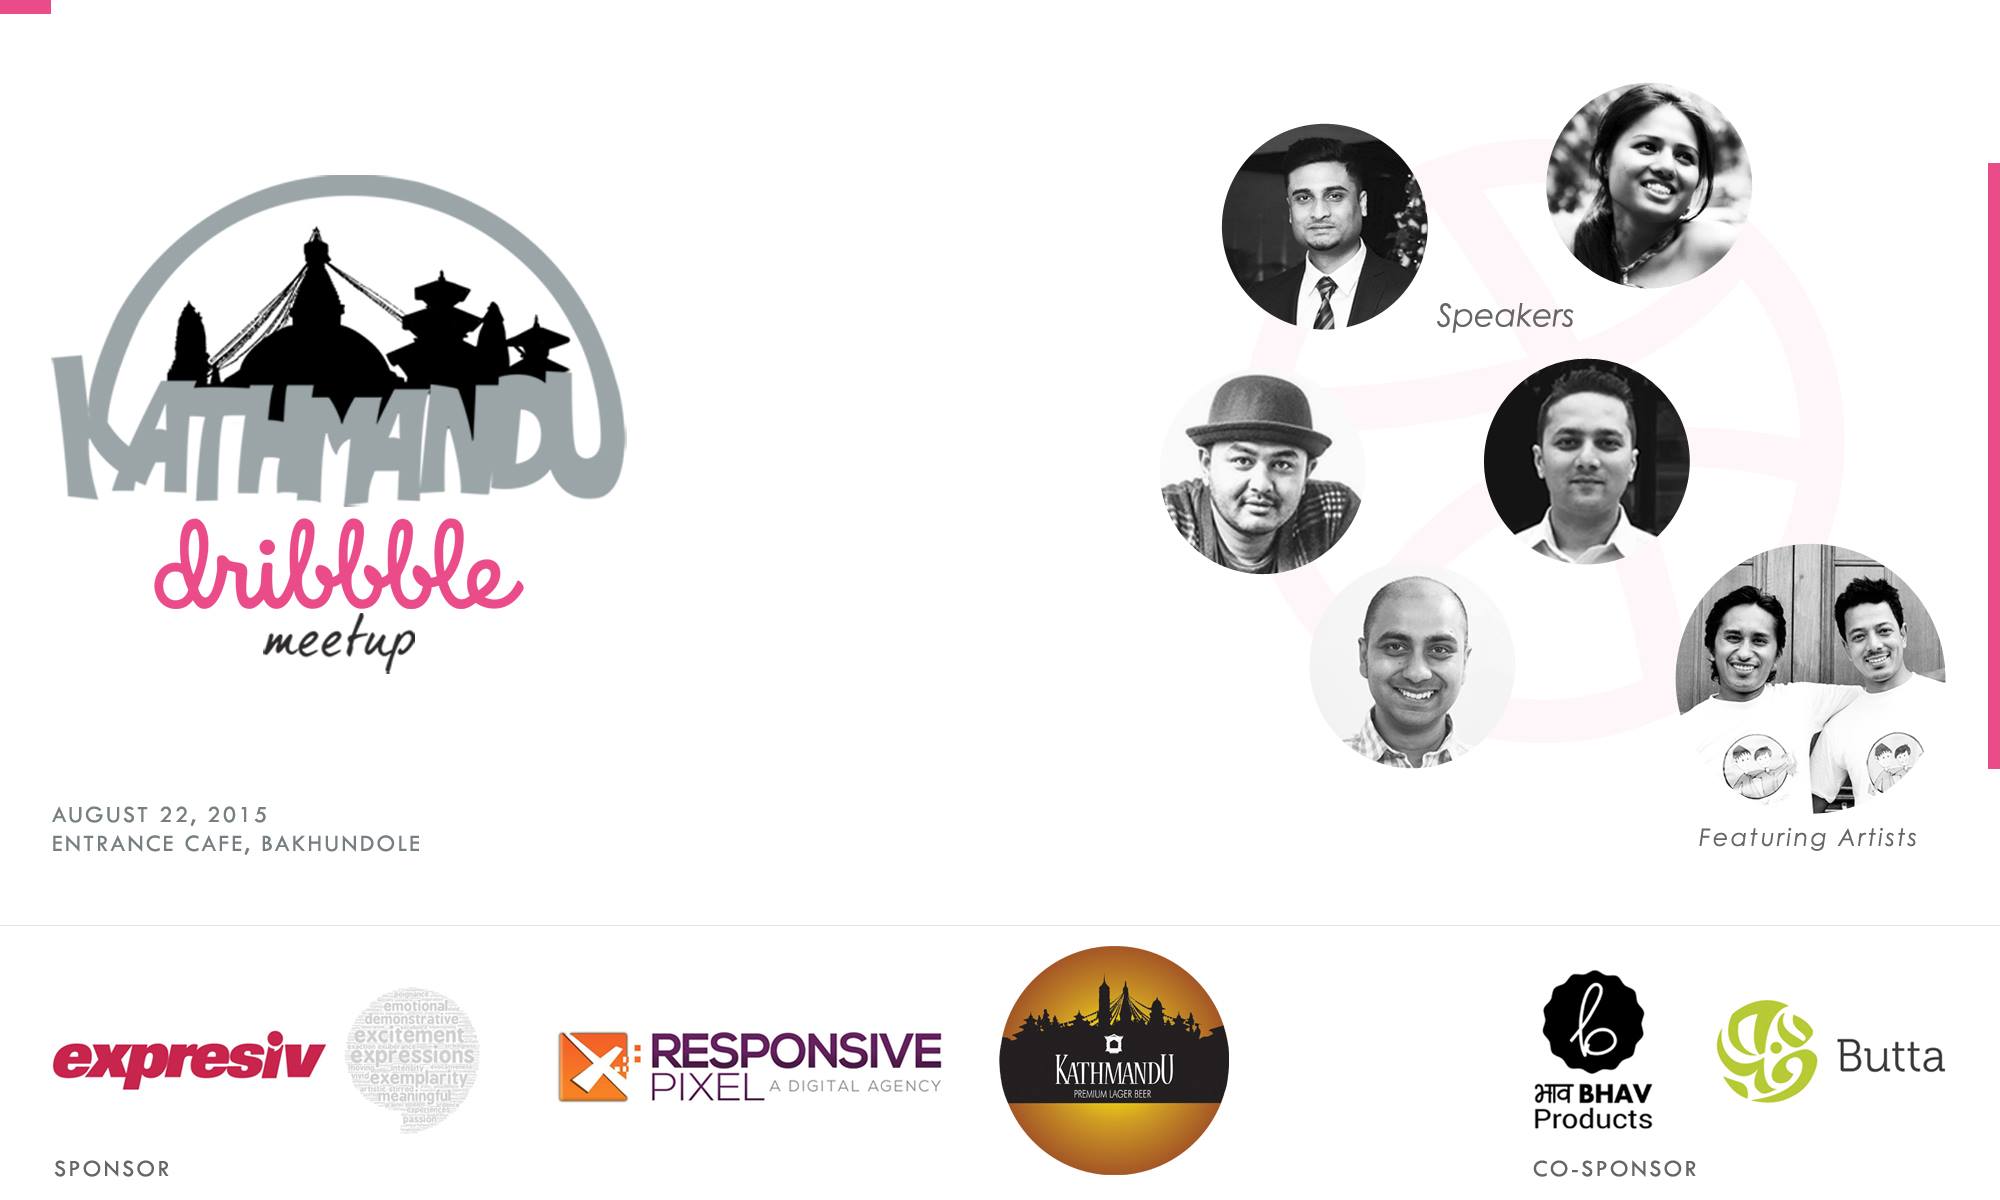 KATHMANDU
dribbble
meetup
AUGUST 22, 2015
ENTRANCE CAFE, BAKHUNDOLE
Speakers
Featuring Artists
expresiv
emotional
demonstrative
excitement
expressions
exemplarity
meaningful
experiences
passion
RESPONSIVE
PIXEL A DIGITAL AGENCY
KATHMANDU
PREMIUM LAGER BEER
SPONSOR
b
भाव BHAV
Products
Butta
CO-SPONSOR